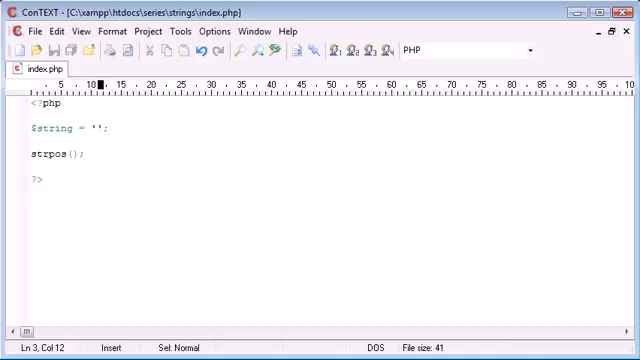 ConTEXT - [C:\xampp\htdocs\series\strings\index.php]
File Edit View Format Project Tools Options Window Help
PHP
index.php
5 10 15 20 25 30 35 40 45 50 55 60 65 70 75 80 85 90 95 100
<?php
$string = '';
strpos();
?>
Ln 3, Col 12 Insert Sel: Normal DOS File size: 41